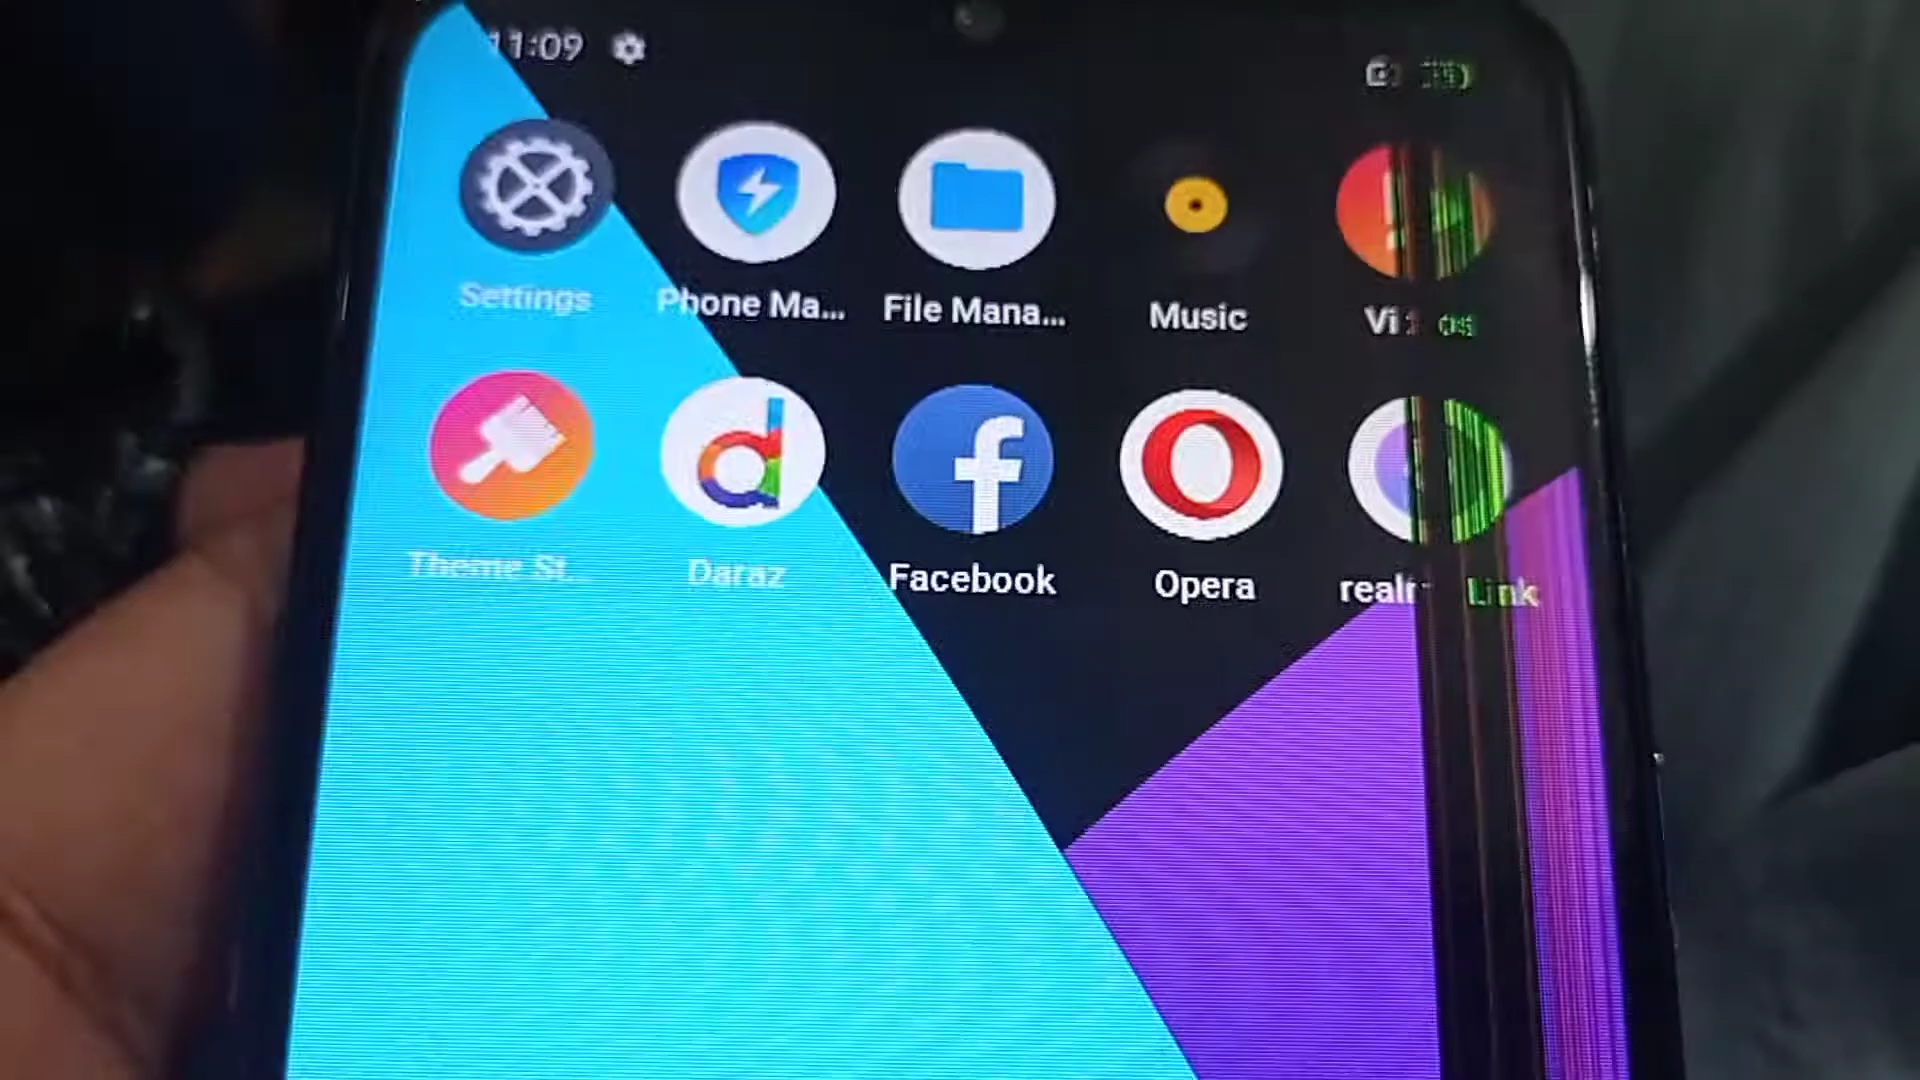 11:09
Settings Phone Ma... File Mana... Music
Theme St... Daraz Facebook Opera Link